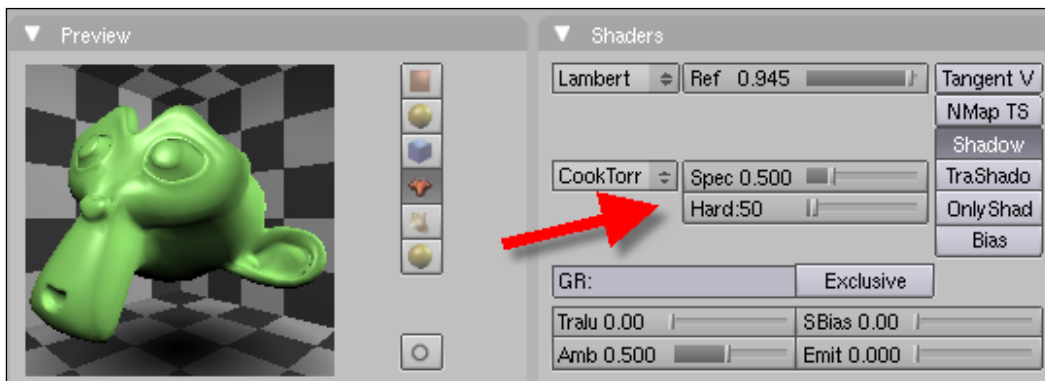 Preview
Shaders
Lambert Ref 0.945 Tangent V
NMap TS
Shadow
CookTorr Spec 0.500 TraShado
Hard:50 OnlyShad
Bias
GR: Exclusive
Tralu 0.00 SBias 0.00
Amb 0.500 Emit 0.000